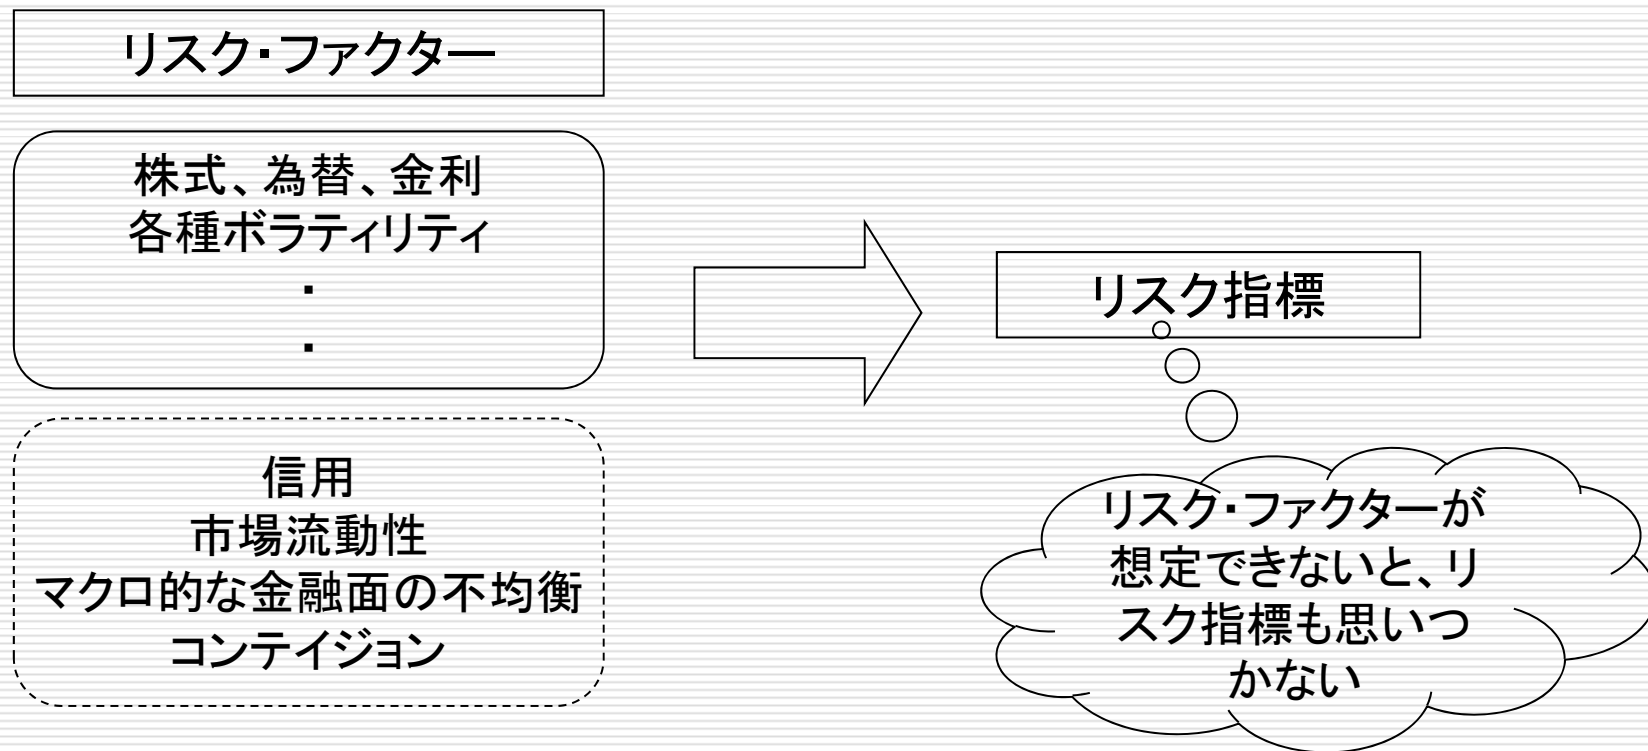 リスク・ファクター
株式、為替、金利
各種ボラティリティ
・
・
信用
市場流動性
マクロ的な金融面の不均衡
コンテイジョン
リスク指標
リスク・ファクターが
想定できないと、リ
スク指標も思いつ
かない